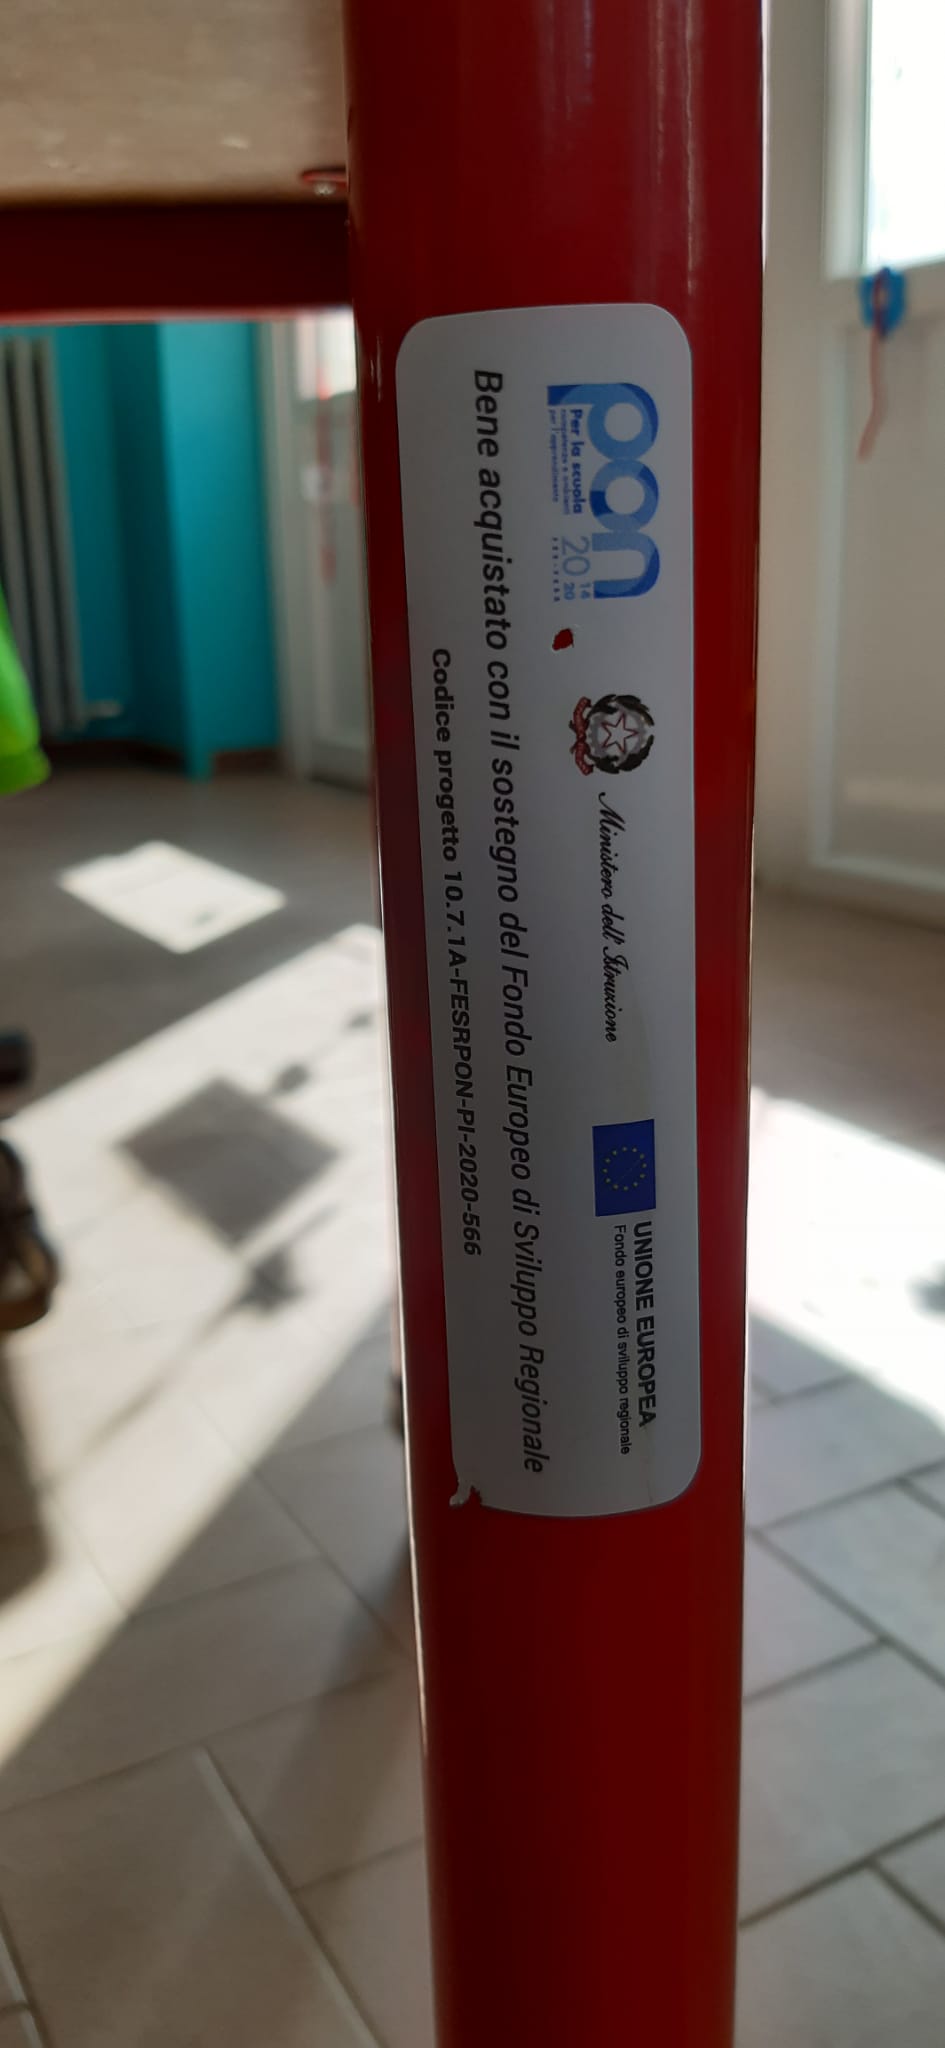 pon
Per la scuola
competenze e ambienti
per l'apprendimento
2014
2020
Ministero dell'Istruzione
UNIONE EUROPEA
Fondo europeo di sviluppo regionale
Bene acquistato con il sostegno del Fondo Europeo di Sviluppo Regionale
Codice progetto 10.7.1A-FESRPON-PI-2020-566